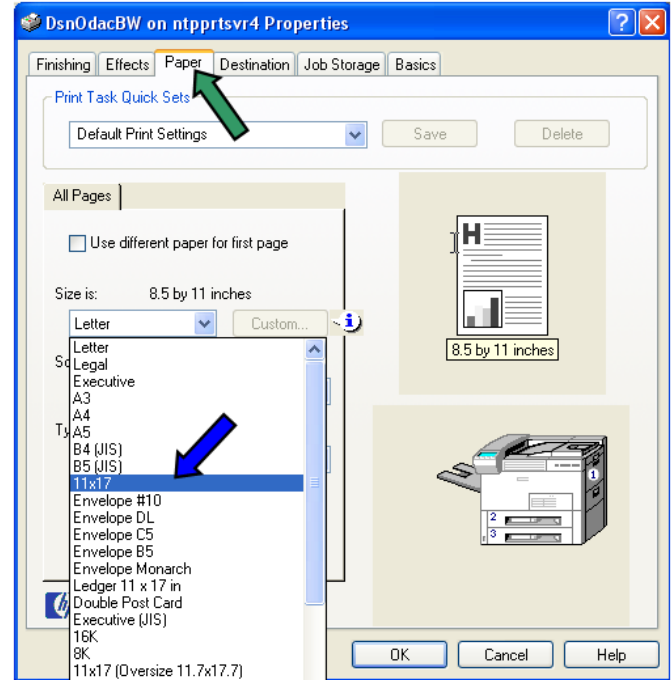 DsnOdacBW on ntpprtsvr4 Properties
Finishing Effects Paper Destination Job Storage Basics
Print Task Quick Sets
Default Print Settings Save Delete
All Pages
Use different paper for first page
Size is: 8.5 by 11 inches
Letter Custom...
H
8.5 by 11 inches
Letter
Legal
Executive
A3
A4
A5
B4 (JIS)
B5 (JIS)
11x17
Envelope #10
Envelope DL
Envelope C5
Envelope B5
Envelope Monarch
Ledger 11 x 17 in
Double Post Card
Executive (JIS)
16K
8K
11x17 (Oversize 11.7x17.7)
1
2
3
OK Cancel Help